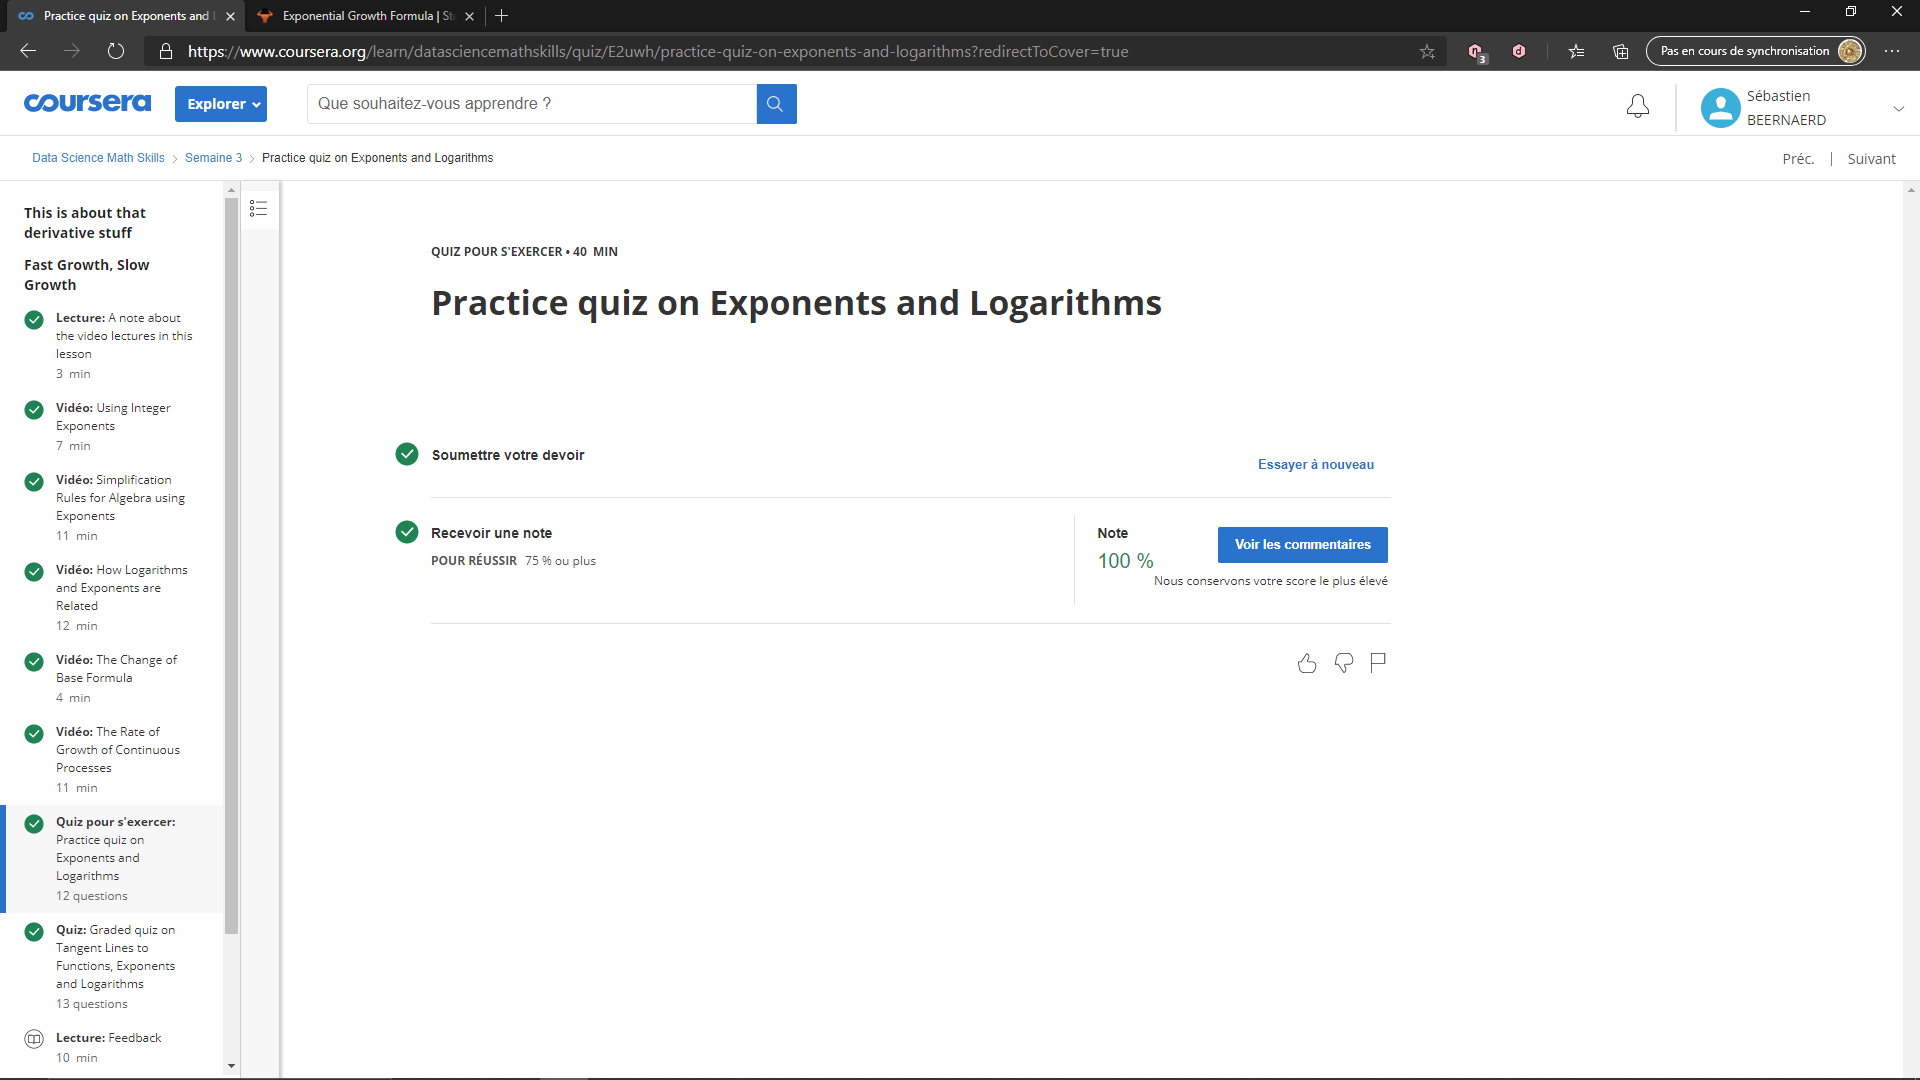 Practice quiz on Exponents and L
Exponential Growth Formula | St
https://www.coursera.org/learn/datasciencemathskills/quiz/E2uwh/practice-quiz-on-exponents-and-logarithms?redirectToCover=true
3
Pas en cours de synchronisation
coursera
Explorer
Que souhaitez-vous apprendre ?
Sébastien
BEERNAERD
Data Science Math Skills
Semaine 3
Practice quiz on Exponents and Logarithms
Préc.
Suivant
This is about that
derivative stuff
Fast Growth, Slow
Growth
Lecture: A note about
the video lectures in this
lesson
3 min
Vidéo: Using Integer
Exponents
7 min
Vidéo: Simplification
Rules for Algebra using
Exponents
11 min
Vidéo: How Logarithms
and Exponents are
Related
12 min
Vidéo: The Change of
Base Formula
4 min
Vidéo: The Rate of
Growth of Continuous
Processes
11 min
Quiz pour s'exercer:
Practice quiz on
Exponents and
Logarithms
12 questions
Quiz: Graded quiz on
Tangent Lines to
Functions, Exponents
and Logarithms
13 questions
Lecture: Feedback
10 min
QUIZ POUR S'EXERCER • 40 MIN
Practice quiz on Exponents and Logarithms
Soumettre votre devoir
Essayer à nouveau
Recevoir une note
POUR RÉUSSIR 75 % ou plus
Note
100 %
Voir les commentaires
Nous conservons votre score le plus élevé